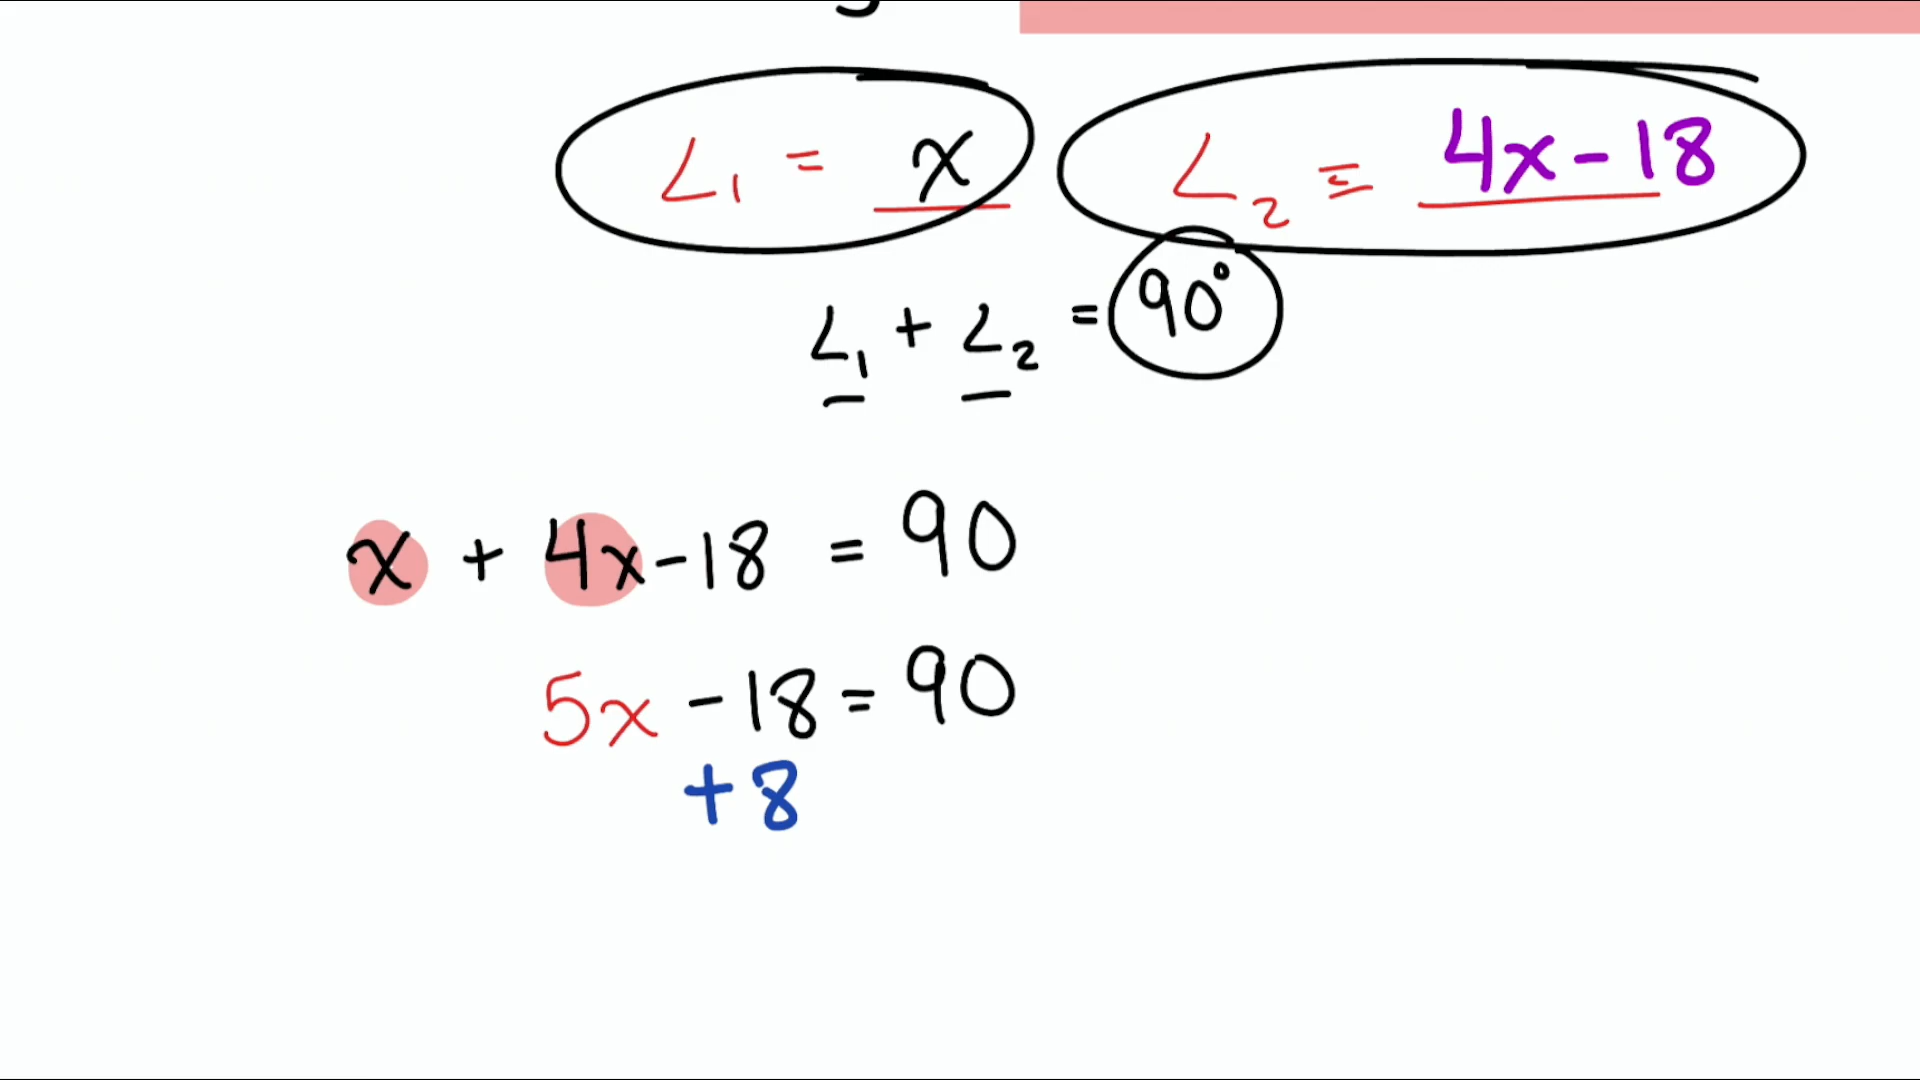 ∠₁ = x  ∠₂ = 4x-18
∠₁ + ∠₂ = 90°
x + 4x-18 = 90
5x - 18 = 90
+8